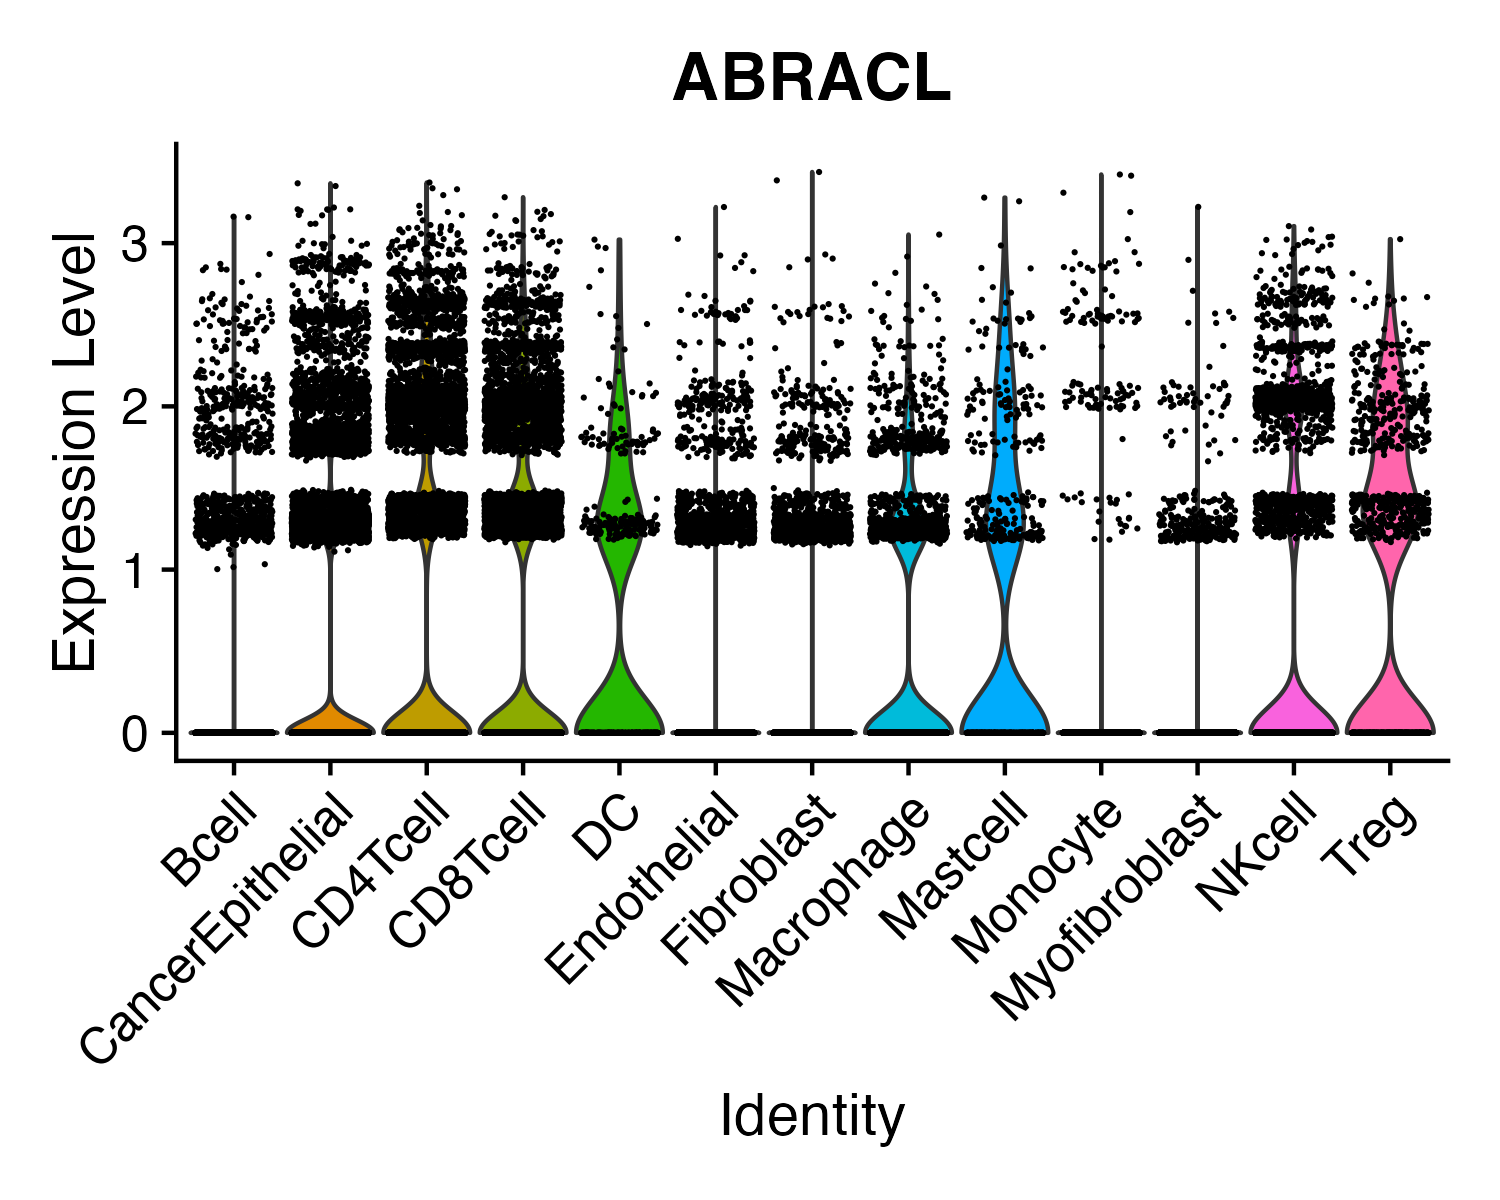 ABRACL
Expression Level
3
2
1
0
Bcell
CancerEpithelial
CD4Tcell
CD8Tcell
DC
Endothelial
Fibroblast
Macrophage
Mastcell
Monocyte
Myofibroblast
NKcell
Treg
Identity